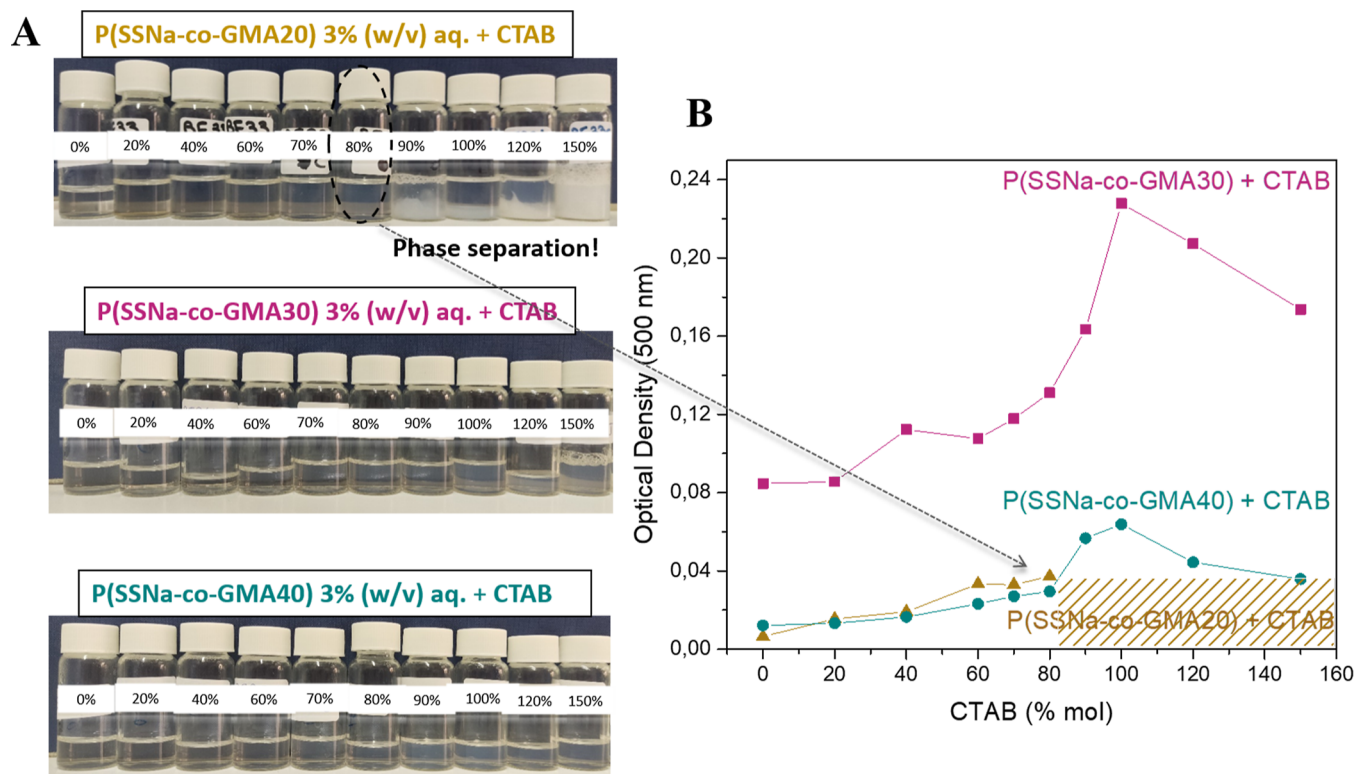 A
P(SSNa-co-GMA20) 3% (w/v) aq. + CTAB
0% 20% 40% 60% 70% 80% 90% 100% 120% 150%
Phase separation!
P(SSNa-co-GMA30) 3% (w/v) aq. + CTAB
0% 20% 40% 60% 70% 80% 90% 100% 120% 150%
P(SSNa-co-GMA40) 3% (w/v) aq. + CTAB
0% 20% 40% 60% 70% 80% 90% 100% 120% 150%
B
Optical Density (500 nm)
0,24
0,20
0,16
0,12
0,08
0,04
0,00
P(SSNa-co-GMA30) + CTAB
P(SSNa-co-GMA40) + CTAB
P(SSNa-co-GMA20) + CTAB
0 20 40 60 80 100 120 140 160
CTAB (% mol)